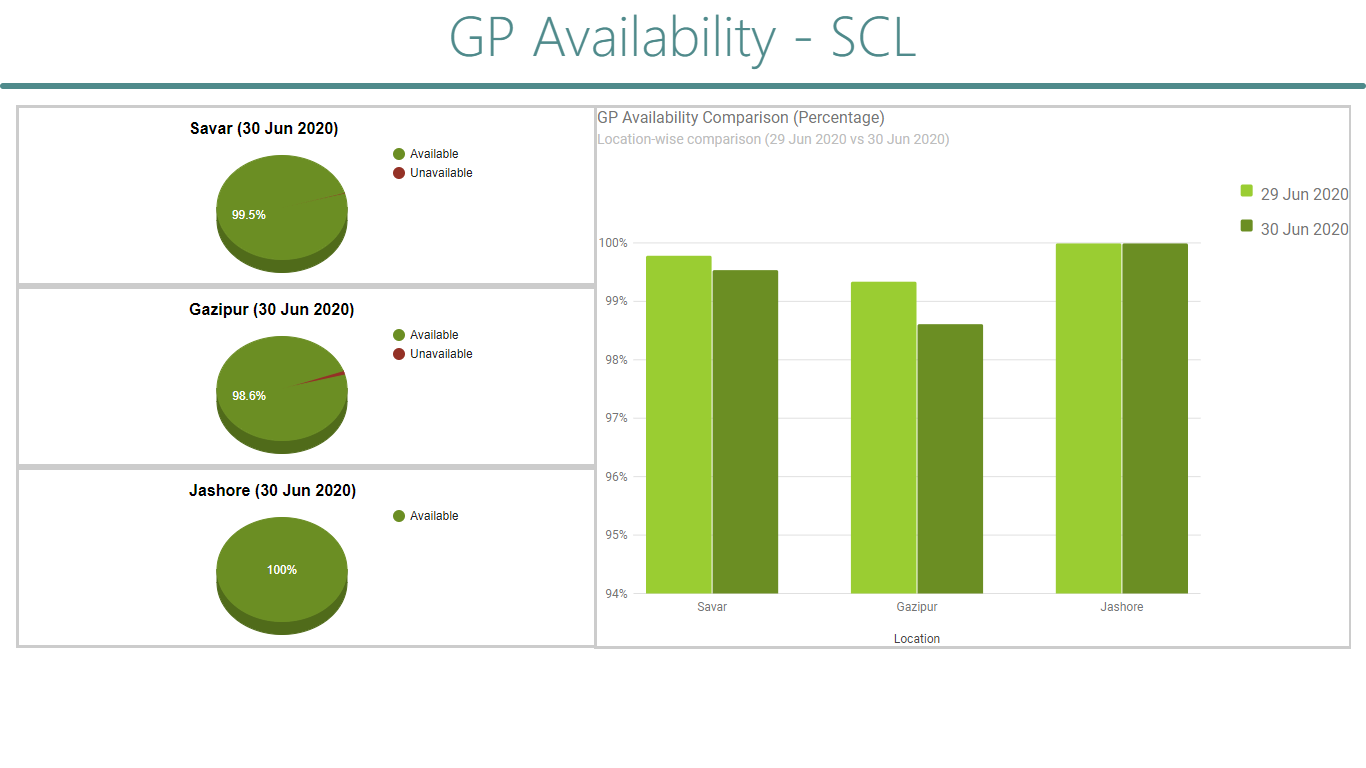 GP Availability - SCL
Savar (30 Jun 2020)
Available
Unavailable
99.5%
Gazipur (30 Jun 2020)
Available
Unavailable
98.6%
Jashore (30 Jun 2020)
Available
100%
GP Availability Comparison (Percentage)
Location-wise comparison (29 Jun 2020 vs 30 Jun 2020)
29 Jun 2020
30 Jun 2020
100%
99%
98%
97%
96%
95%
94%
Savar Gazipur Jashore
Location